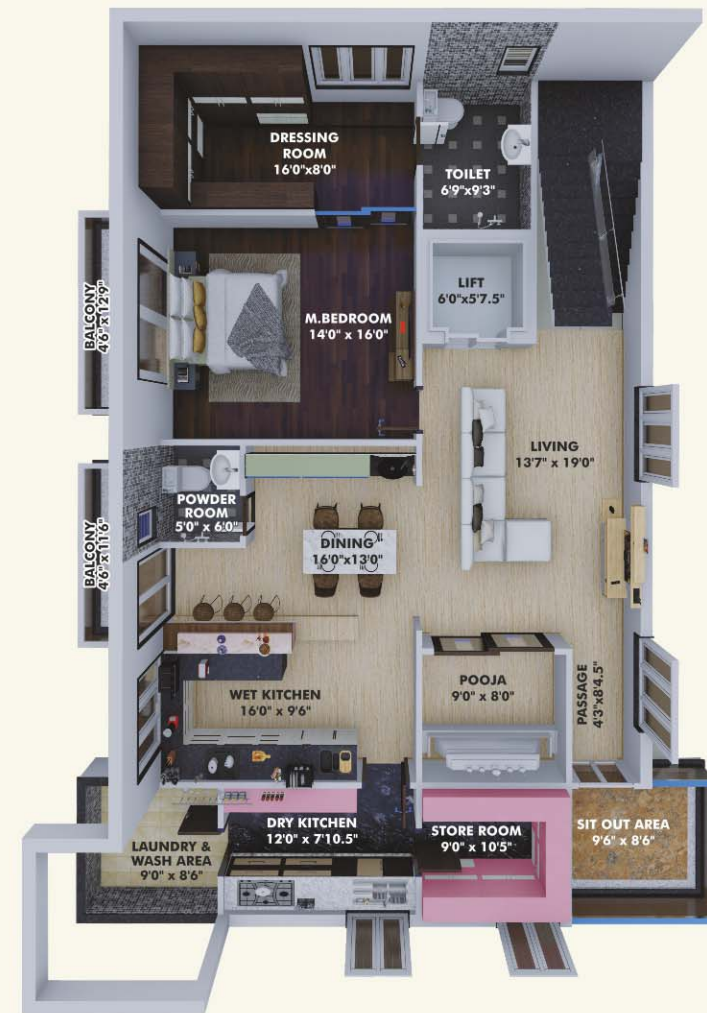 DRESSING
ROOM
16'0"x8'0"
TOILET
6'9"x9'3"
LIFT
6'0"x5'7.5"
BALCONY
4'6" x 12'9"
M.BEDROOM
14'0" x 16'0"
LIVING
13'7" x 19'0"
POWDER
ROOM
5'0" x 6'0"
BALCONY
4'6" x 11'6"
DINING
16'0"x13'0"
WET KITCHEN
16'0" x 9'6"
POOJA
9'0" x 8'0"
PASSAGE
4'3"x8'4.5"
DRY KITCHEN
12'0" x 7'10.5"
STORE ROOM
9'0" x 10'5"
SIT OUT AREA
9'6" x 8'6"
LAUNDRY &
WASH AREA
9'0" x 8'6"